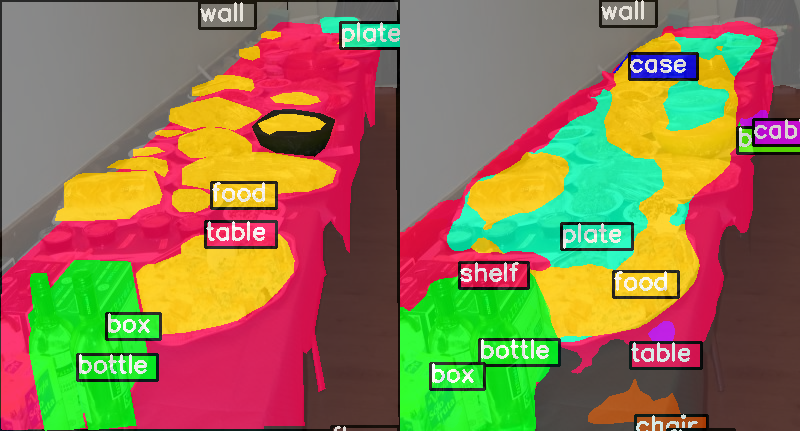 wall
plate
food
table
box
bottle
wall
case
cab
plate
shelf
food
bottle
table
box
chair